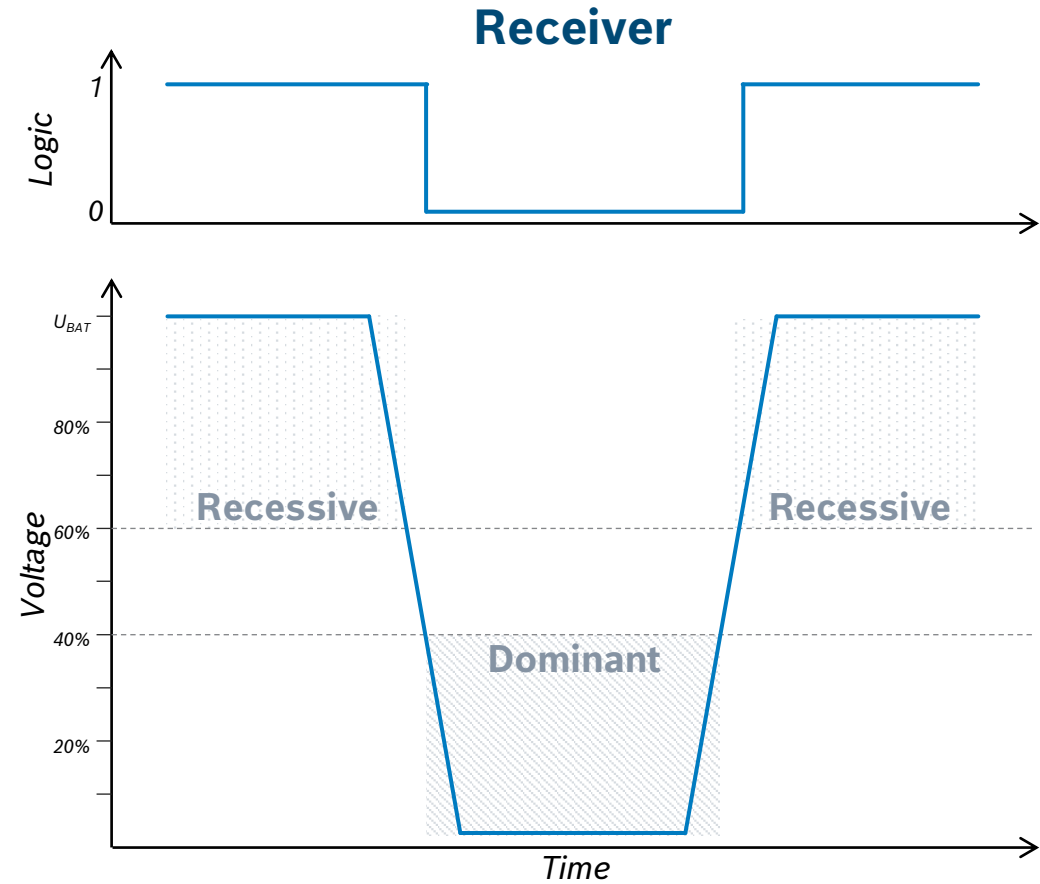 Receiver
1
Logic
0
U_BAT
80%
Recessive
Recessive
60%
Voltage
40%
Dominant
20%
Time